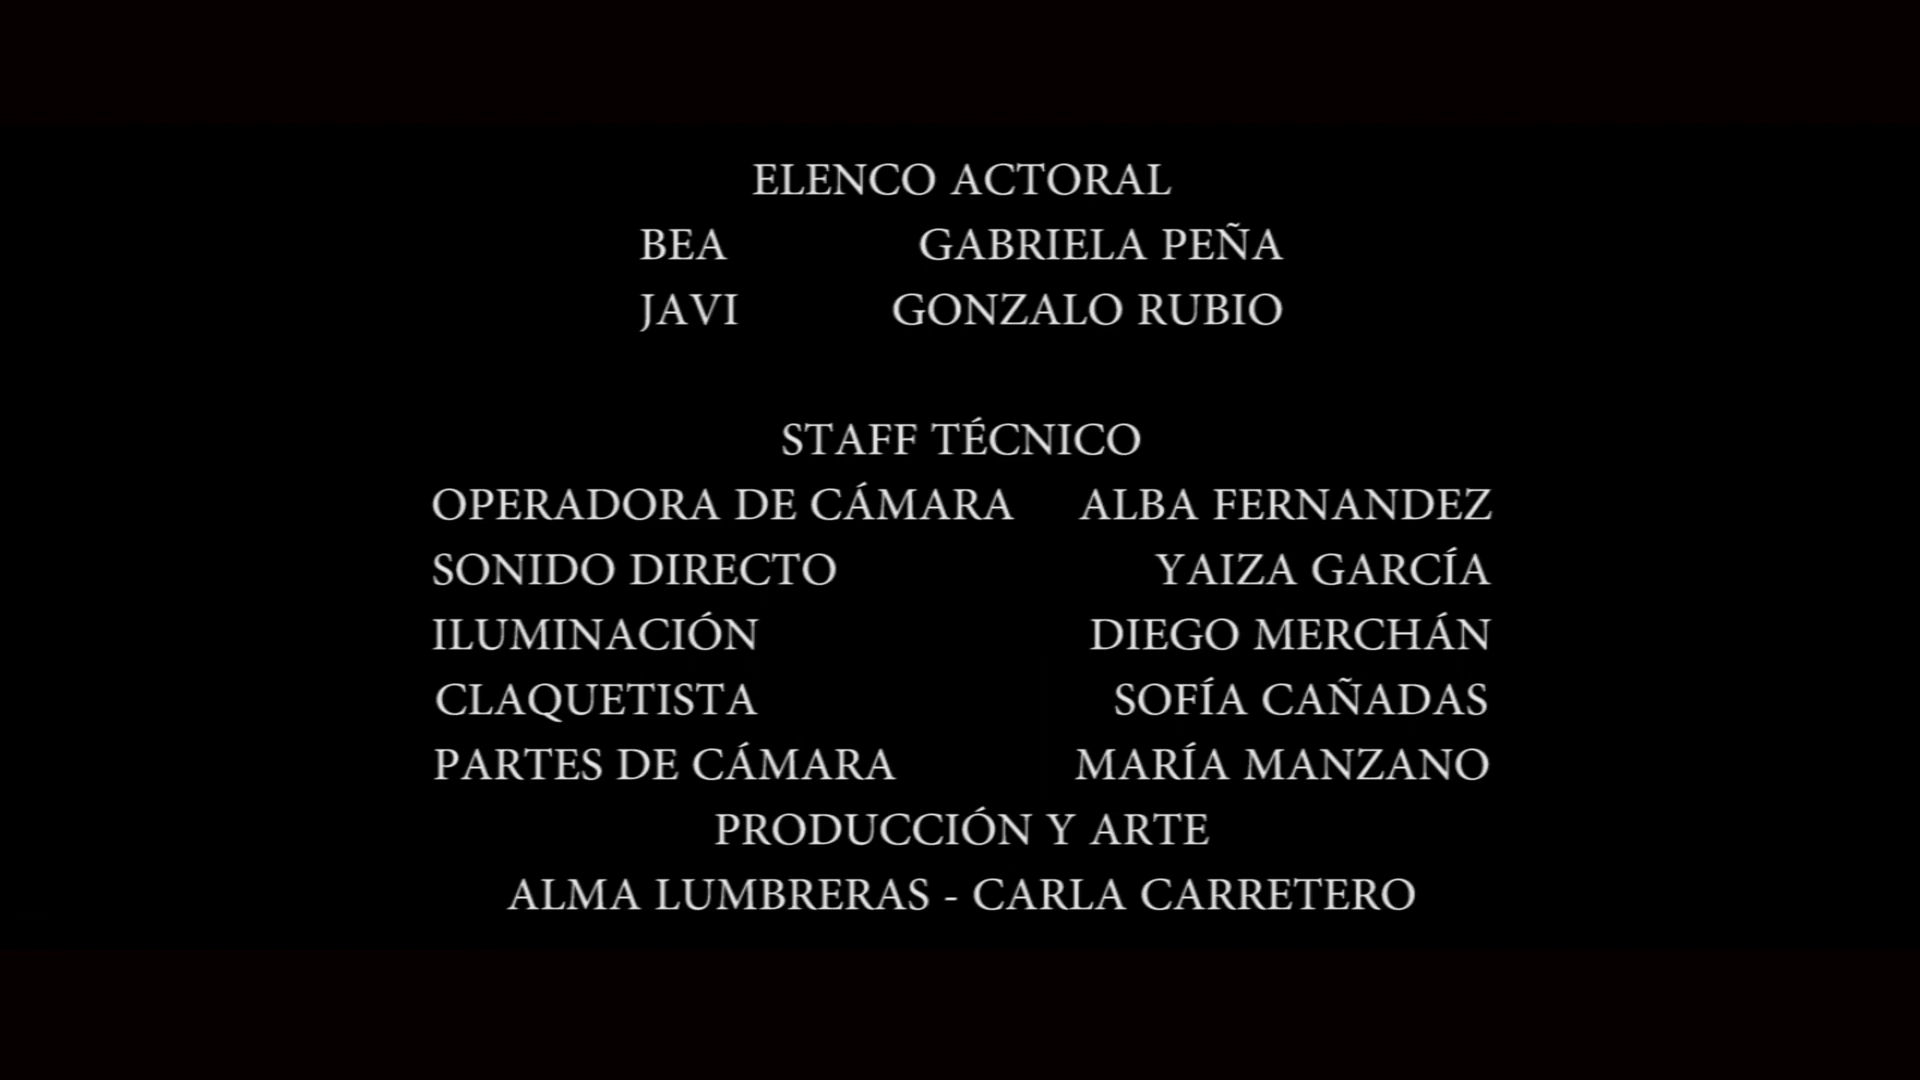 ELENCO ACTORAL
BEA GABRIELA PEÑA
JAVI GONZALO RUBIO
STAFF TÉCNICO
OPERADORA DE CÁMARA ALBA FERNANDEZ
SONIDO DIRECTO YAIZA GARCÍA
ILUMINACIÓN DIEGO MERCHÁN
CLAQUETISTA SOFÍA CAÑADAS
PARTES DE CÁMARA MARÍA MANZANO
PRODUCCIÓN Y ARTE
ALMA LUMBRERAS - CARLA CARRETERO